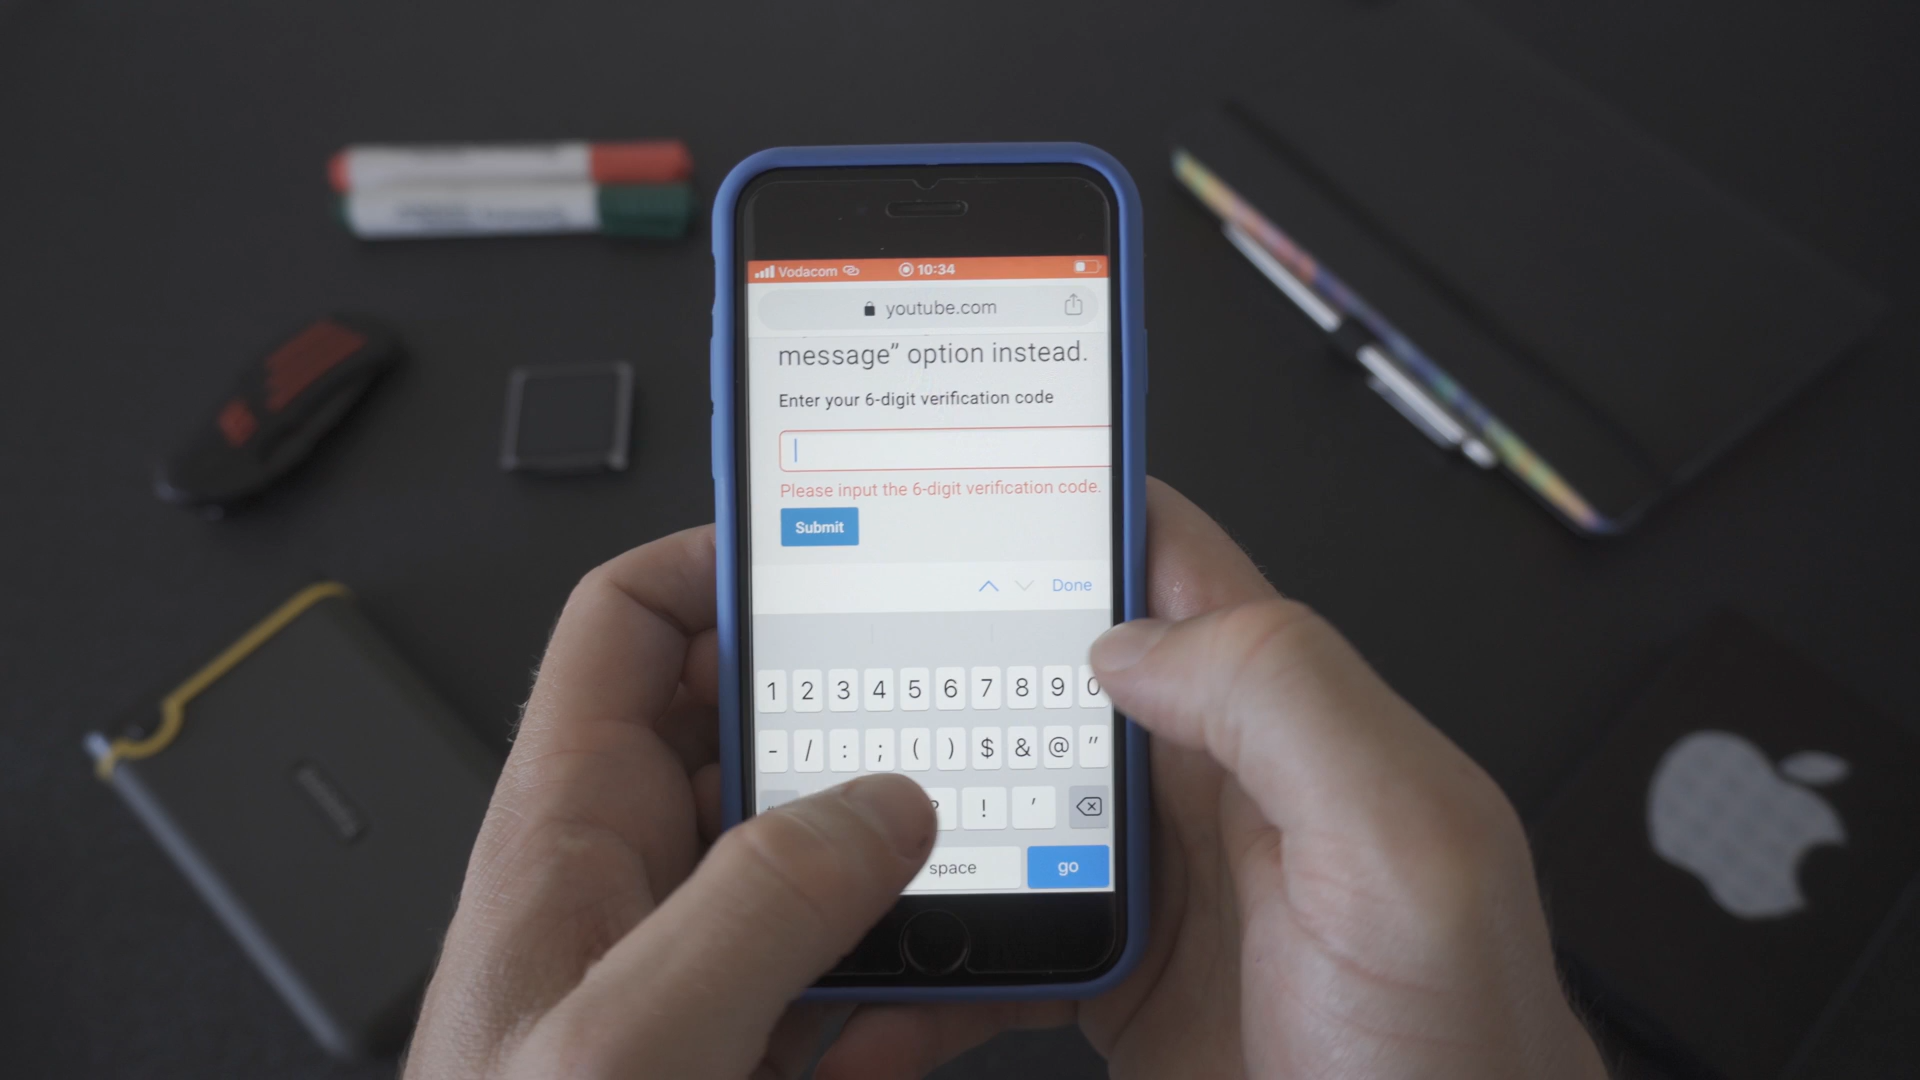 Vodacom 10:34
youtube.com
message” option instead.
Enter your 6-digit verification code
Please input the 6-digit verification code.
Submit
Done
1 2 3 4 5 6 7 8 9 0
- / : ; ( ) $ & @ "
? ! ’
space go